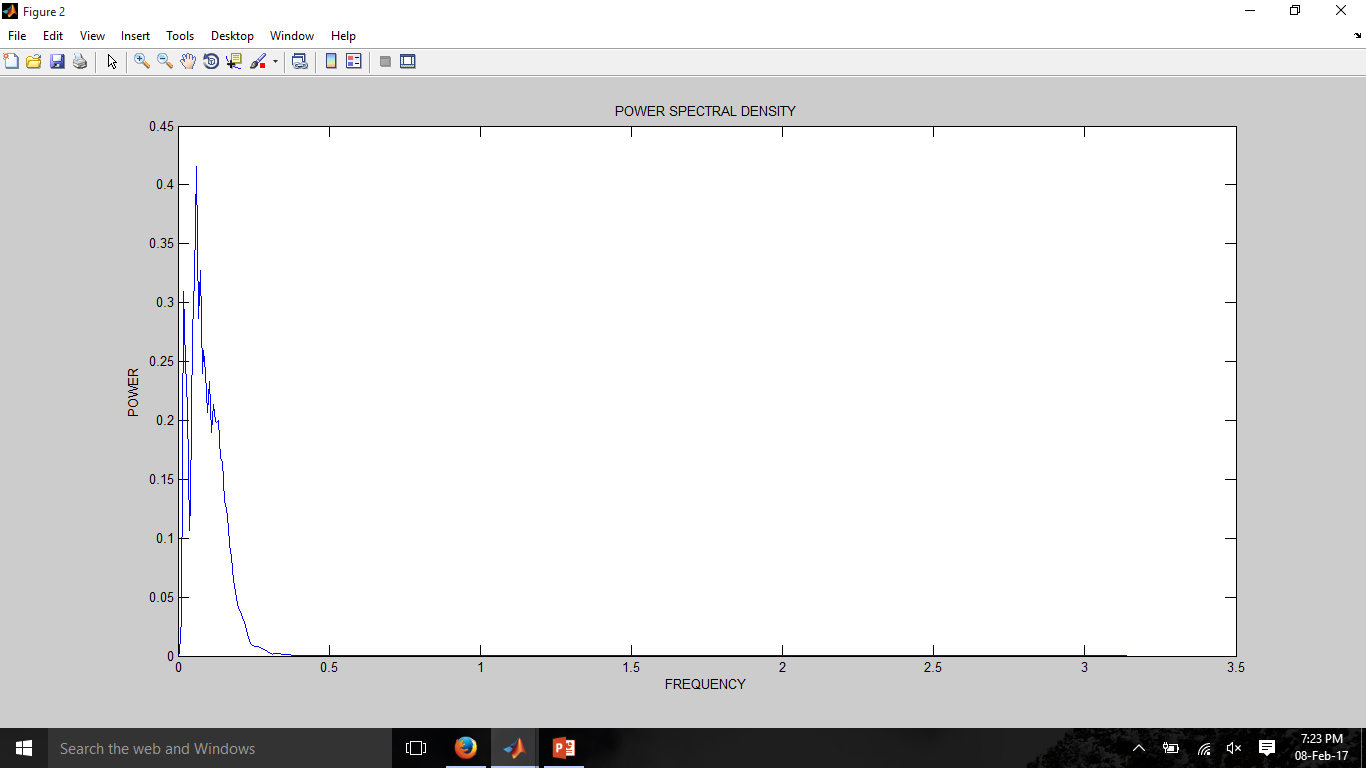 Figure 2
File Edit View Insert Tools Desktop Window Help
POWER SPECTRAL DENSITY
0.45
0.4
0.35
0.3
0.25
0.2
0.15
0.1
0.05
0
POWER
0 0.5 1 1.5 2 2.5 3 3.5
FREQUENCY
Search the web and Windows
7:23 PM
08-Feb-17